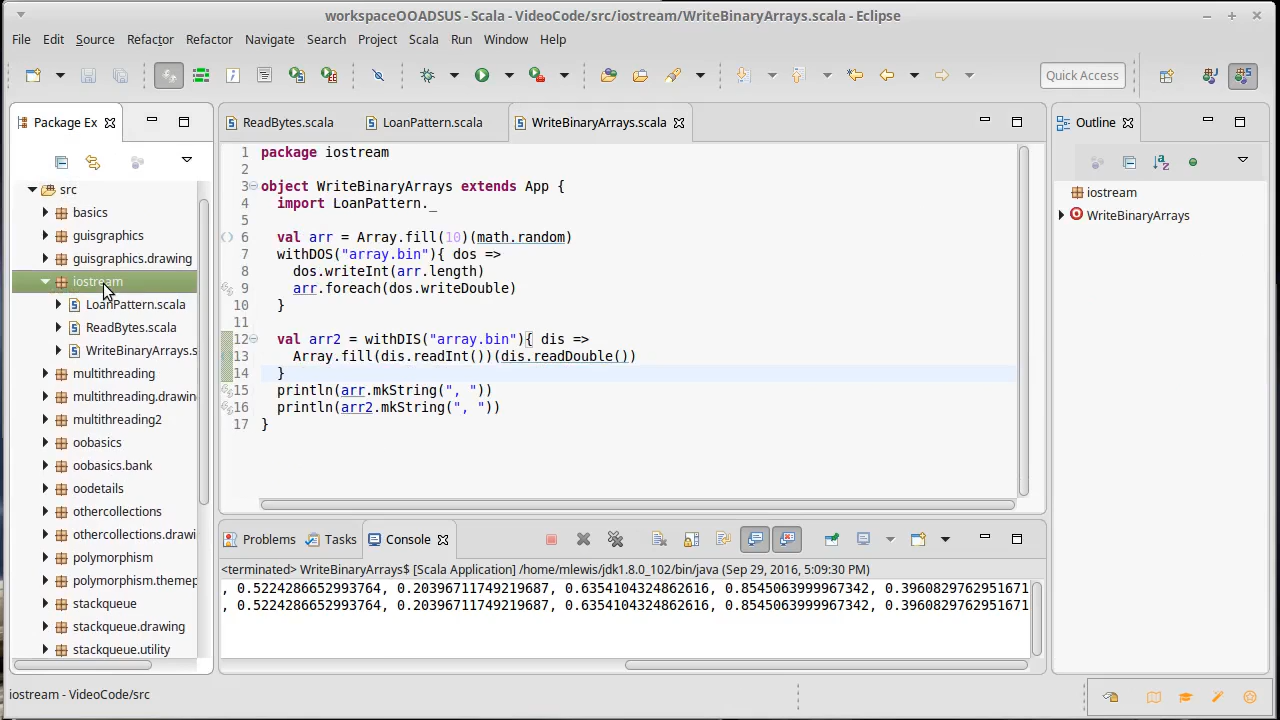 workspaceOOADSUS - Scala - VideoCode/src/iostream/WriteBinaryArrays.scala - Eclipse
File Edit Source Refactor Refactor Navigate Search Project Scala Run Window Help
Quick Access
Package Ex
src
basics
guisgraphics
guisgraphics.drawing
iostream
LoanPattern.scala
ReadBytes.scala
WriteBinaryArrays.s
multithreading
multithreading.drawin
multithreading2
oobasics
oobasics.bank
oodetails
othercollections
othercollections.drawi
polymorphism
polymorphism.themep
stackqueue
stackqueue.drawing
stackqueue.utility
ReadBytes.scala LoanPattern.scala WriteBinaryArrays.scala
1 package iostream
2
3 object WriteBinaryArrays extends App {
4 import LoanPattern._
5
6 val arr = Array.fill(10)(math.random)
7 withDOS("array.bin"){ dos =>
8 dos.writeInt(arr.length)
9 arr.foreach(dos.writeDouble)
10 }
11
12 val arr2 = withDIS("array.bin"){ dis =>
13 Array.fill(dis.readInt())(dis.readDouble())
14 }
15 println(arr.mkString(", "))
16 println(arr2.mkString(", "))
17 }
Outline
iostream
WriteBinaryArrays
Problems Tasks Console
<terminated> WriteBinaryArrays$ [Scala Application] /home/mlewis/jdk1.8.0_102/bin/java (Sep 29, 2016, 5:09:30 PM)
, 0.5224286652993764, 0.20396711749219687, 0.6354104324862616, 0.8545063999967342, 0.3960829762951671
, 0.5224286652993764, 0.20396711749219687, 0.6354104324862616, 0.8545063999967342, 0.3960829762951671
iostream - VideoCode/src